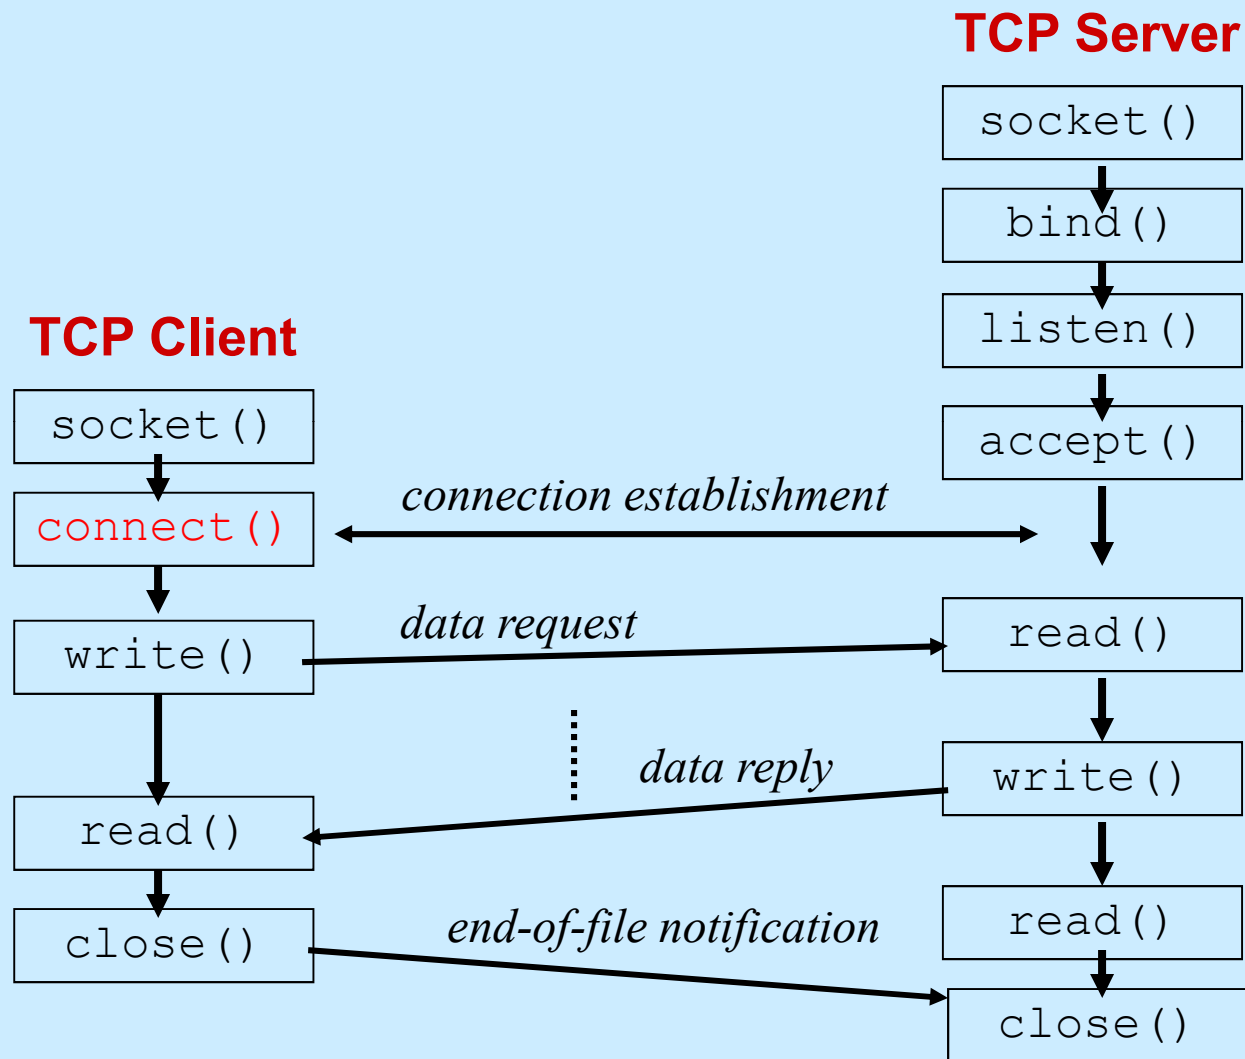 TCP Server
socket()
bind()
listen()
TCP Client
socket()
accept()
connection establishment
connect()
data request
write()
read()
data reply
write()
read()
end-of-file notification
read()
close()
close()